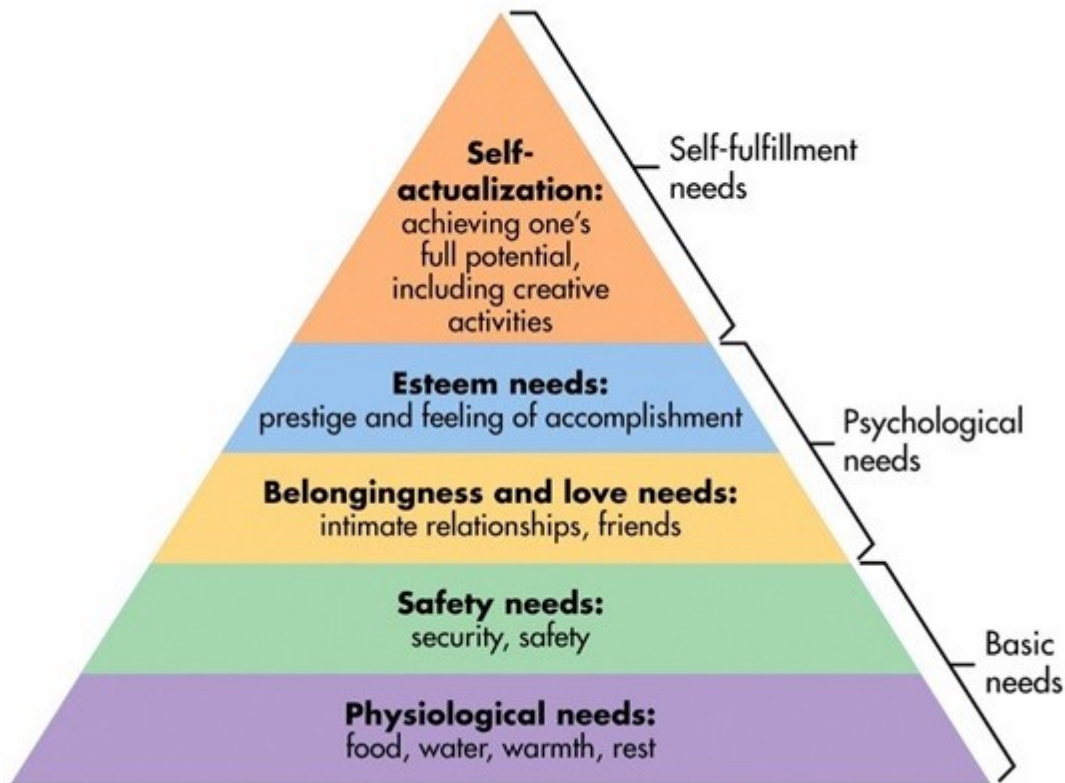 Self-
actualization:
achieving one's
full potential,
including creative
activities
Self-fulfillment
needs
Esteem needs:
prestige and feeling of accomplishment
Psychological
needs
Belongingness and love needs:
intimate relationships, friends
Safety needs:
security, safety
Basic
needs
Physiological needs:
food, water, warmth, rest